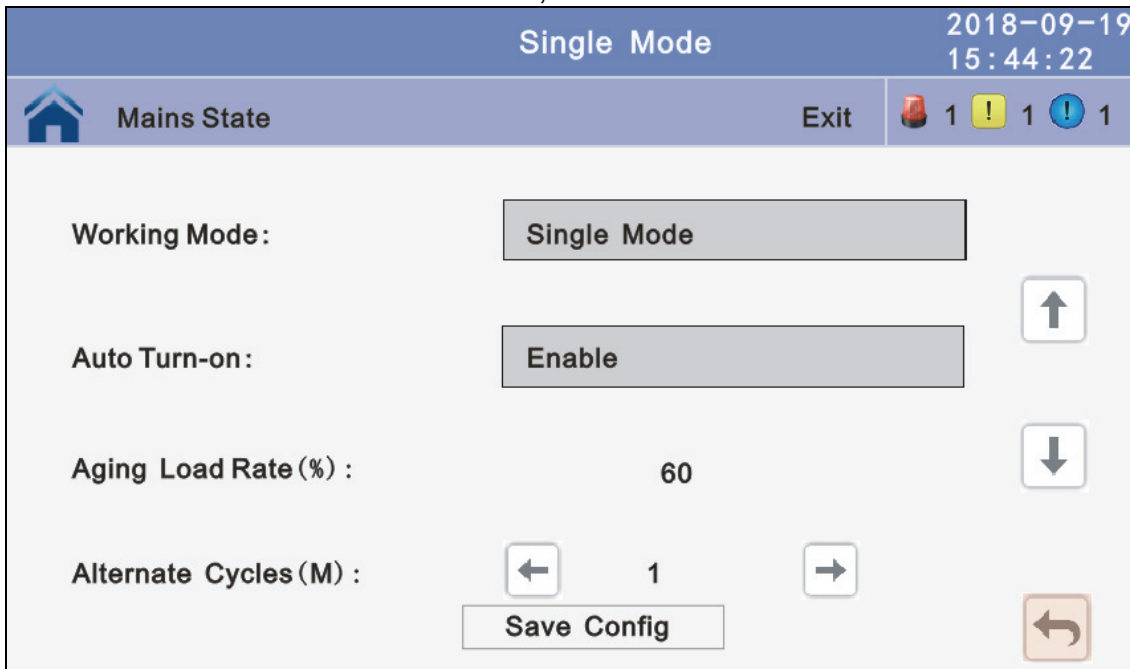 Single Mode
2018-09-19
15:44:22
Mains State
Exit
1 ! 1 ! 1
Working Mode: Single Mode
Auto Turn-on: Enable
Aging Load Rate(%) : 60
Alternate Cycles(M) : 1
Save Config